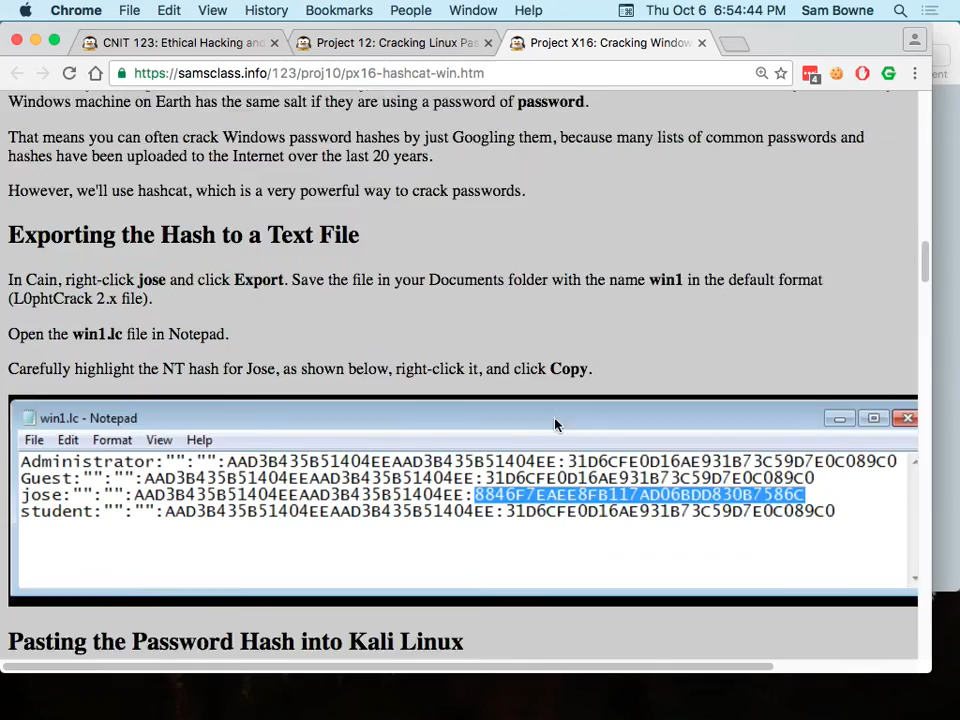 Chrome File Edit View History Bookmarks People Window Help Thu Oct 6 6:54:44 PM Sam Bowne
CNIT 123: Ethical Hacking and Project 12: Cracking Linux Pas Project X16: Cracking Window
https://samsclass.info/123/proj10/px16-hashcat-win.htm 4
Windows machine on Earth has the same salt if they are using a password of password.
That means you can often crack Windows password hashes by just Googling them, because many lists of common passwords and
hashes have been uploaded to the Internet over the last 20 years.
However, we'll use hashcat, which is a very powerful way to crack passwords.
Exporting the Hash to a Text File
In Cain, right-click jose and click Export. Save the file in your Documents folder with the name win1 in the default format
(L0phtCrack 2.x file).
Open the win1.lc file in Notepad.
Carefully highlight the NT hash for Jose, as shown below, right-click it, and click Copy.
win1.lc - Notepad
File Edit Format View Help
Administrator:"":"":AAD3B435B51404EEAAD3B435B51404EE:31D6CFE0D16AE931B73C59D7E0C089C0
Guest:"":"":AAD3B435B51404EEAAD3B435B51404EE:31D6CFE0D16AE931B73C59D7E0C089C0
jose:"":"":AAD3B435B51404EEAAD3B435B51404EE:8846F7EAEE8FB117AD06BDD830B7586C
student:"":"":AAD3B435B51404EEAAD3B435B51404EE:31D6CFE0D16AE931B73C59D7E0C089C0
Pasting the Password Hash into Kali Linux